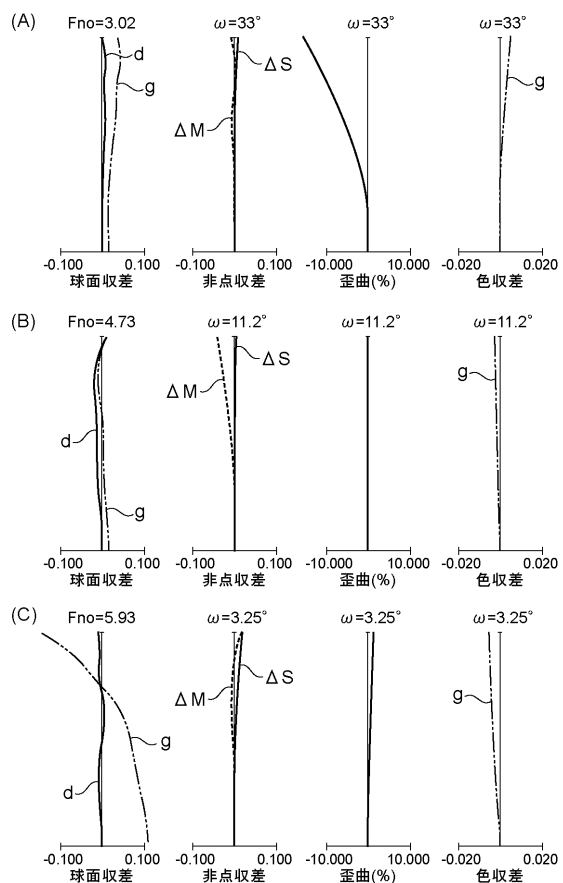 (A)
Fno=3.02 ω=33° ω=33° ω=33°
d
g
ΔS
ΔM
g
-0.100 0.100 -0.100 0.100 -10.000 10.000 -0.020 0.020
球面収差 非点収差 歪曲(%) 色収差
(B)
Fno=4.73 ω=11.2° ω=11.2° ω=11.2°
ΔS
ΔM
g
d
g
-0.100 0.100 -0.100 0.100 -10.000 10.000 -0.020 0.020
球面収差 非点収差 歪曲(%) 色収差
(C)
Fno=5.93 ω=3.25° ω=3.25° ω=3.25°
ΔS
ΔM
g
g
d
-0.100 0.100 -0.100 0.100 -10.000 10.000 -0.020 0.020
球面収差 非点収差 歪曲(%) 色収差